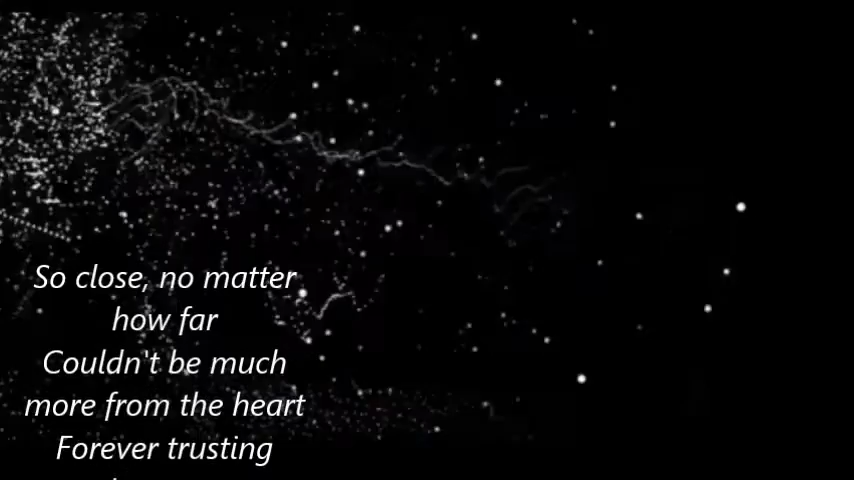 So close, no matter
how far
Couldn't be much
more from the heart
Forever trusting